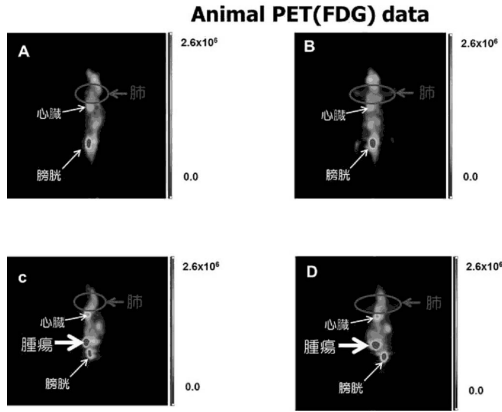 Animal PET(FDG) data
A
肺
心臓
膀胱
2.6x10⁵
0.0
B
肺
心臓
膀胱
2.6x10⁶
0.0
c
肺
心臓
腫瘍
膀胱
2.6x10⁶
0.0
D
肺
心臓
腫瘍
膀胱
2.6x10⁶
0.0